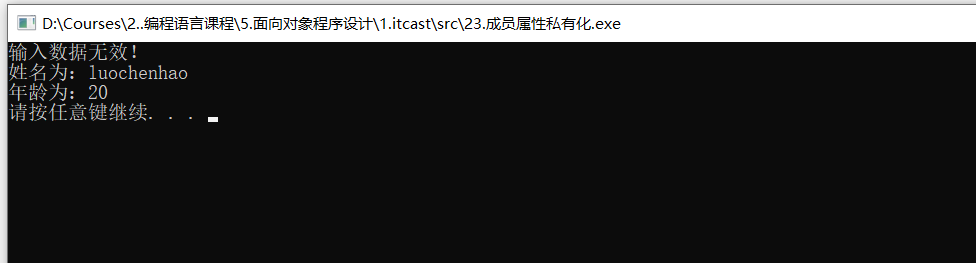 D:\Courses\2..编程语言课程\5.面向对象程序设计\1.itcast\src\23.成员属性私有化.exe
输入数据无效！
姓名为：luochenhao
年龄为：20
请按任意键继续. . .